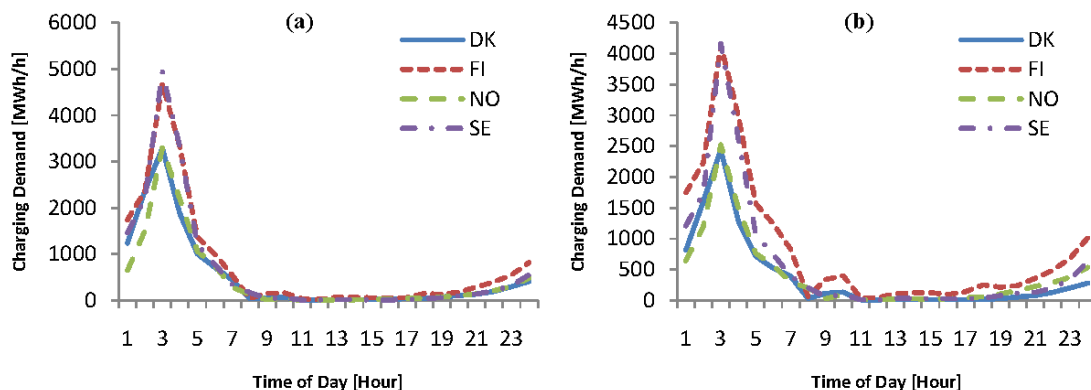 (a)
Charging Demand [MWh/h]
6000
5000
4000
3000
2000
1000
0
DK
FI
NO
SE
1 3 5 7 9 11 13 15 17 19 21 23
Time of Day [Hour]
(b)
Charging Demand [MWh/h]
4500
4000
3500
3000
2500
2000
1500
1000
500
0
DK
FI
NO
SE
1 3 5 7 9 11 13 15 17 19 21 23
Time of Day [Hour]